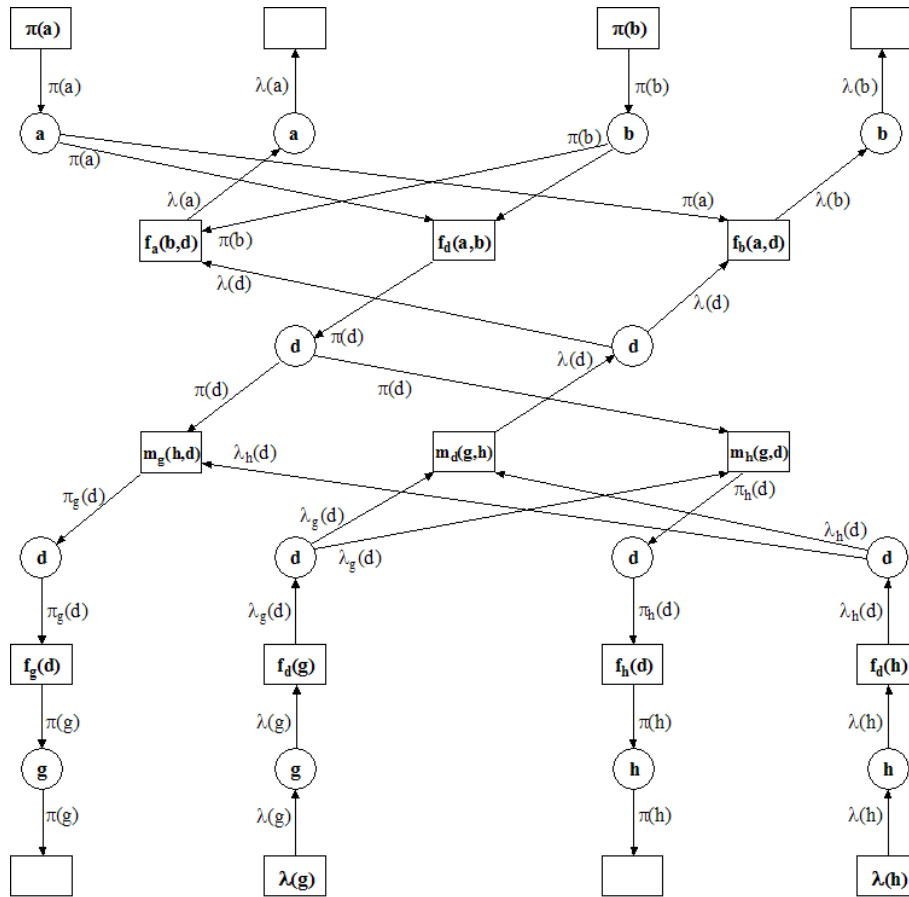 π(a) π(b)
π(a) λ(a) π(b) λ(b)
a a b b
π(b)
π(a)
λ(a) π(a) λ(b)
f_a(b,d) π(b) f_d(a,b) f_b(a,d)
λ(d) λ(d)
π(d)
d d
λ(d)
π(d) π(d)
m_g(h,d) λ_h(d) m_d(g,h) m_h(g,d)
π_g(d) π_h(d)
λ_g(d)
λ_h(d)
d d λ_g(d) d d
π_g(d) λ_g(d) π_h(d) λ_h(d)
f_g(d) f_d(g) f_h(d) f_d(h)
π(g) λ(g) π(h) λ(h)
g g h h
π(g) λ(g) π(h) λ(h)
λ(g) λ(h)